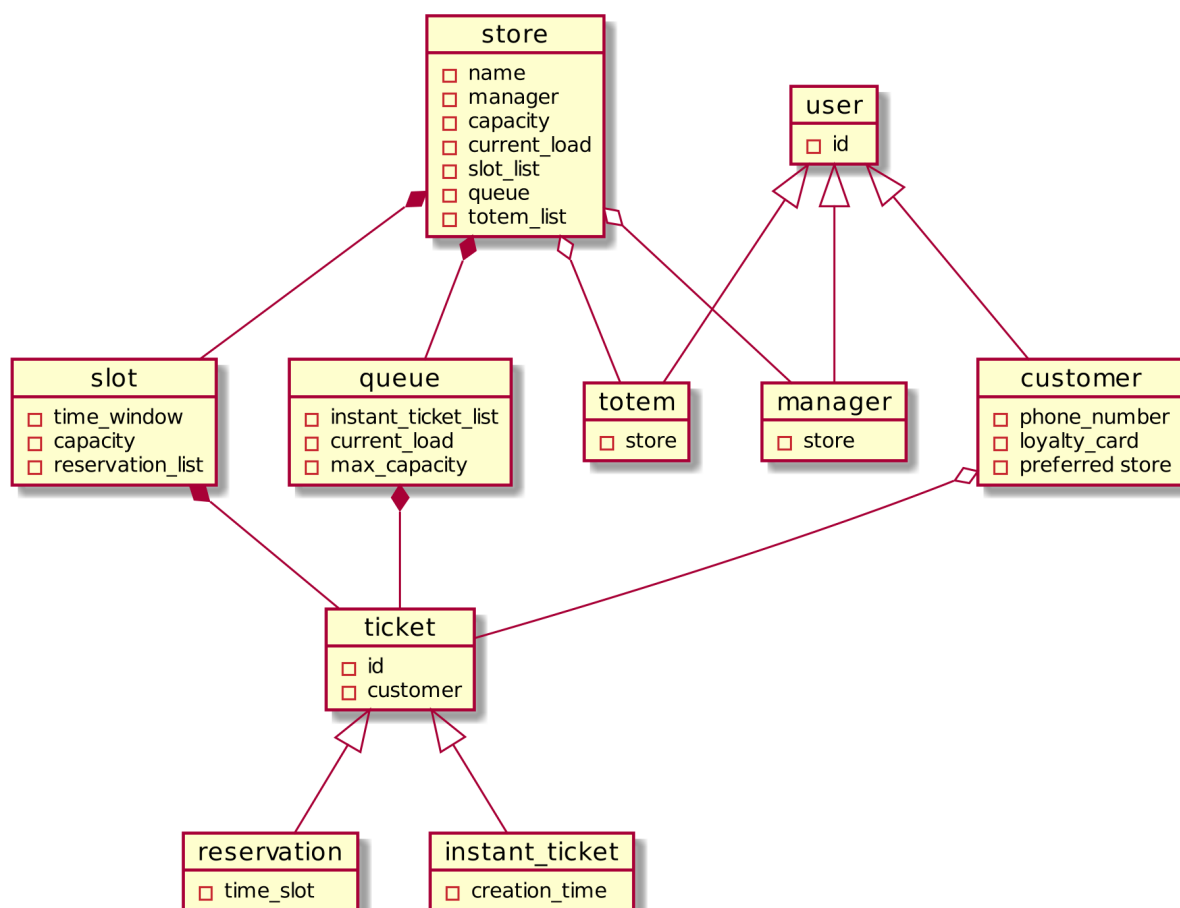 store
name
manager
capacity
current_load
slot_list
queue
totem_list
user
id
slot
time_window
capacity
reservation_list
queue
instant_ticket_list
current_load
max_capacity
totem
store
manager
store
customer
phone_number
loyalty_card
preferred store
ticket
id
customer
reservation
time_slot
instant_ticket
creation_time